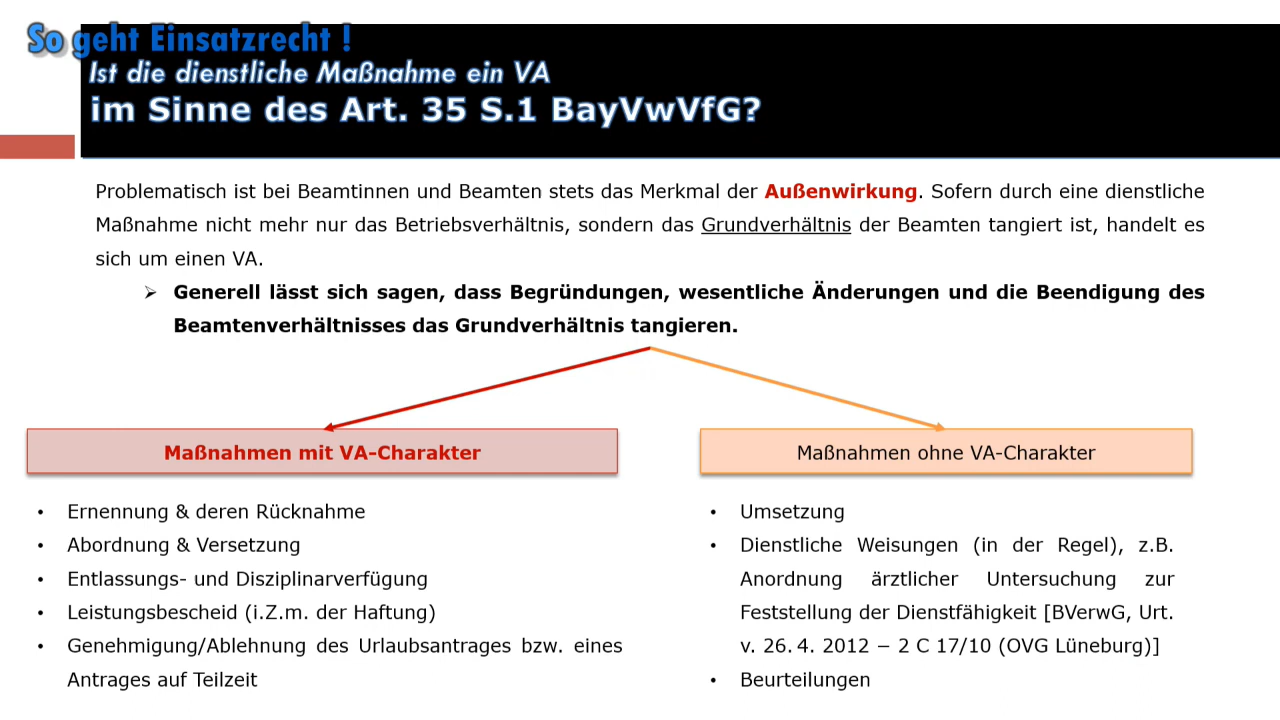 So geht Einsatzrecht !
Ist die dienstliche Maßnahme ein VA
im Sinne des Art. 35 S.1 BayVwVfG?
Problematisch ist bei Beamtinnen und Beamten stets das Merkmal der Außenwirkung. Sofern durch eine dienstliche
Maßnahme nicht mehr nur das Betriebsverhältnis, sondern das Grundverhältnis der Beamten tangiert ist, handelt es
sich um einen VA.
➢ Generell lässt sich sagen, dass Begründungen, wesentliche Änderungen und die Beendigung des
Beamtenverhältnisses das Grundverhältnis tangieren.
Maßnahmen mit VA-Charakter
• Ernennung & deren Rücknahme
• Abordnung & Versetzung
• Entlassungs- und Disziplinarverfügung
• Leistungsbescheid (i.Z.m. der Haftung)
• Genehmigung/Ablehnung des Urlaubsantrages bzw. eines
Antrages auf Teilzeit
Maßnahmen ohne VA-Charakter
• Umsetzung
• Dienstliche Weisungen (in der Regel), z.B.
Anordnung ärztlicher Untersuchung zur
Feststellung der Dienstfähigkeit [BVerwG, Urt.
v. 26. 4. 2012 − 2 C 17/10 (OVG Lüneburg)]
• Beurteilungen